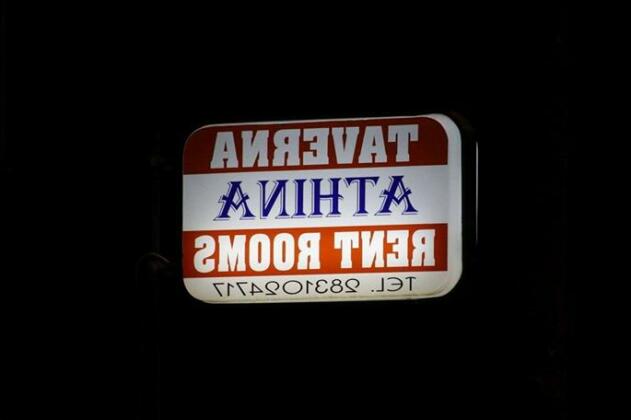 TAVERNA
ATHINA
RENT ROOMS
TEL. 2831024717